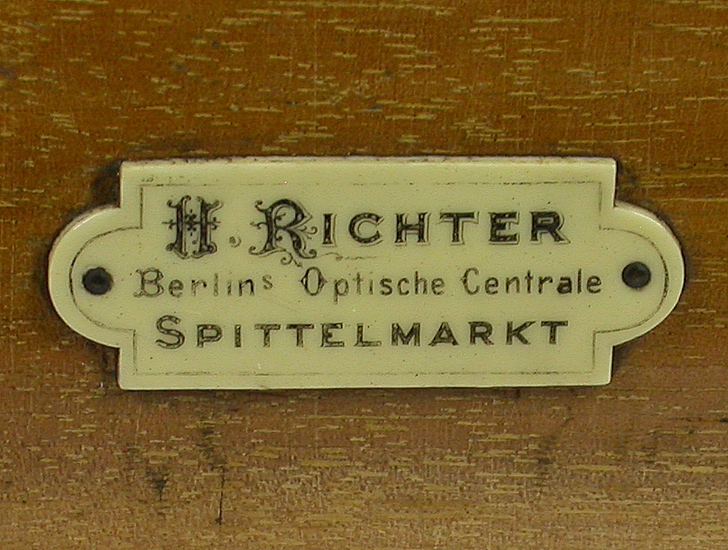 H. RICHTER
Berlins Optische Centrale
SPITTELMARKT